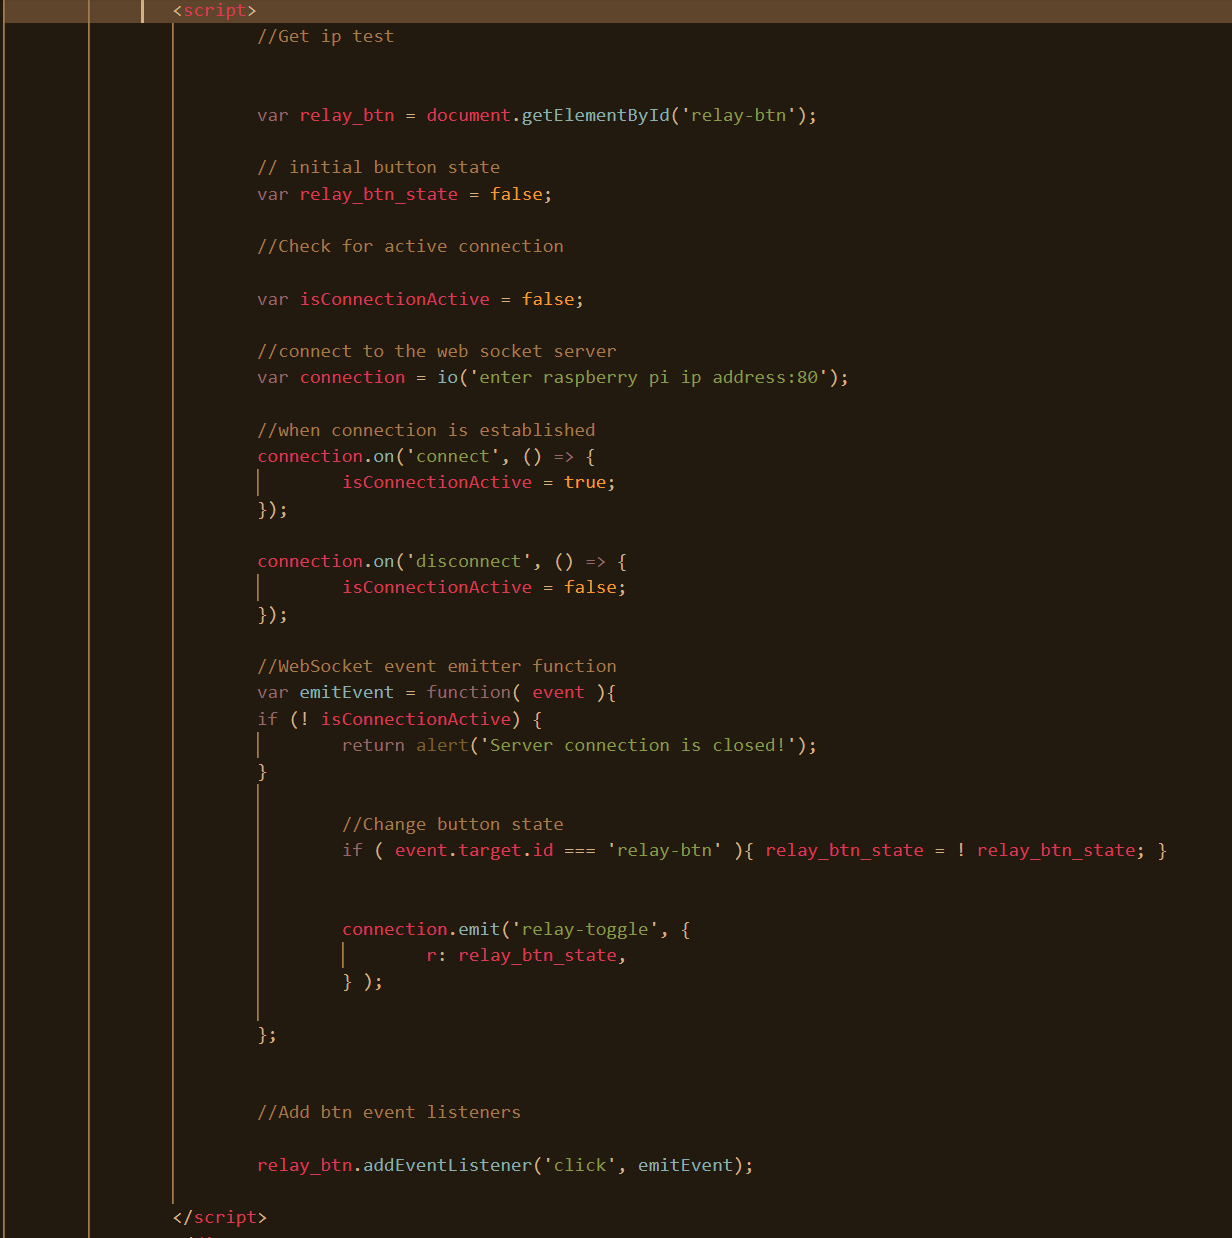 <script>
//Get ip test
var relay_btn = document.getElementById('relay-btn');
// initial button state
var relay_btn_state = false;
//Check for active connection
var isConnectionActive = false;
//connect to the web socket server
var connection = io('enter raspberry pi ip address:80');
//when connection is established
connection.on('connect', () => {
isConnectionActive = true;
});
connection.on('disconnect', () => {
isConnectionActive = false;
});
//WebSocket event emitter function
var emitEvent = function( event ){
if (! isConnectionActive) {
return alert('Server connection is closed!');
}
//Change button state
if ( event.target.id === 'relay-btn' ){ relay_btn_state = ! relay_btn_state; }
connection.emit('relay-toggle', {
r: relay_btn_state,
} );
};
//Add btn event listeners
relay_btn.addEventListener('click', emitEvent);
</script>